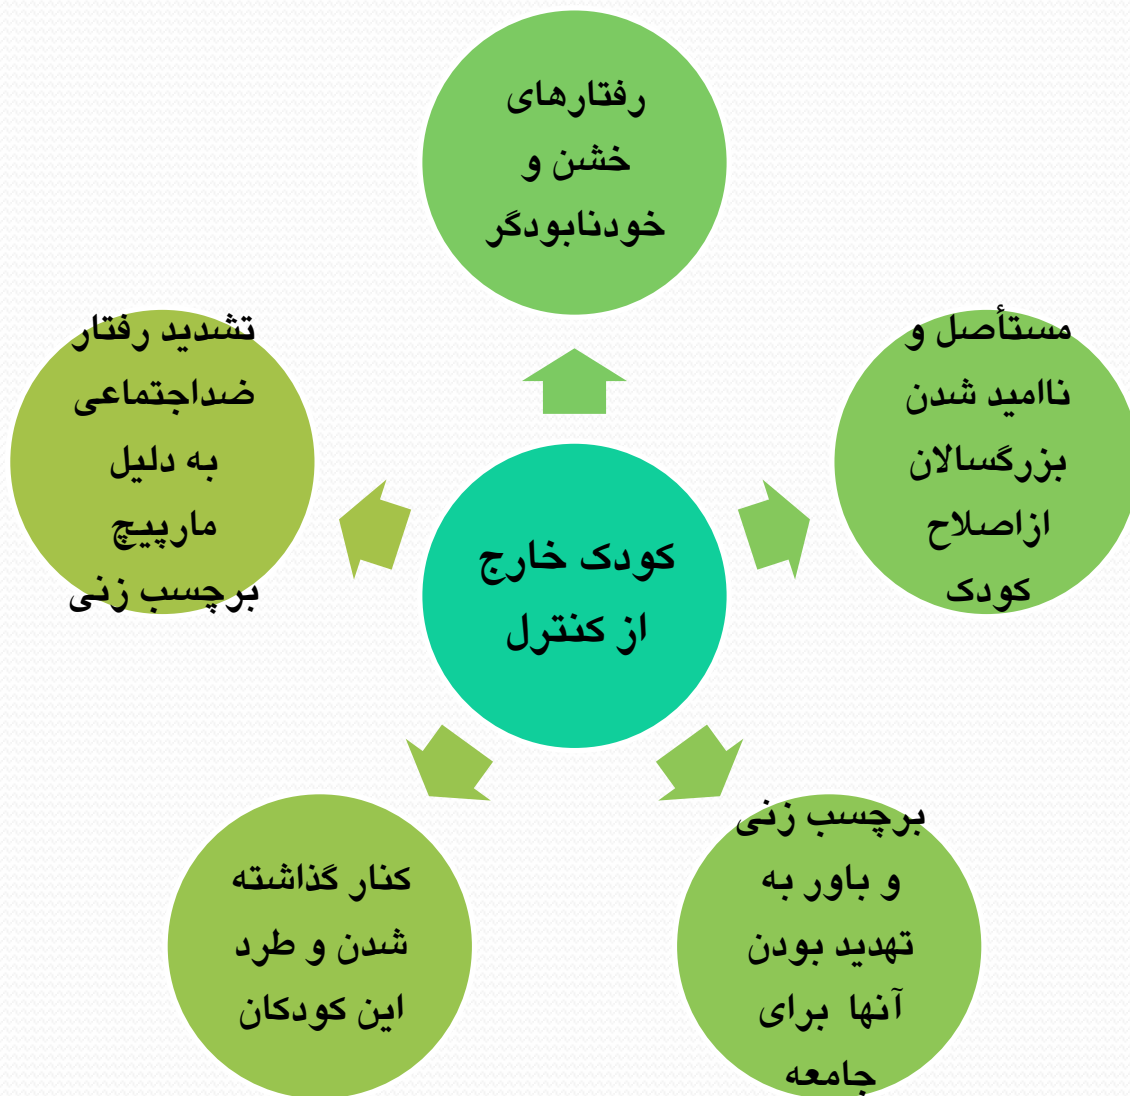 رفتارهای
خشن و
خودنابودگر
مستأصل و
ناامید شدن
بزرگسالان
ازاصلاح
کودک
برچسب زنی
و باور به
تهدید بودن
آنها برای
جامعه
کنار گذاشته
شدن و طرد
این کودکان
تشدید رفتار
ضداجتماعی
به دلیل
مارپیچ
برچسب زنی
کودک خارج
از کنترل